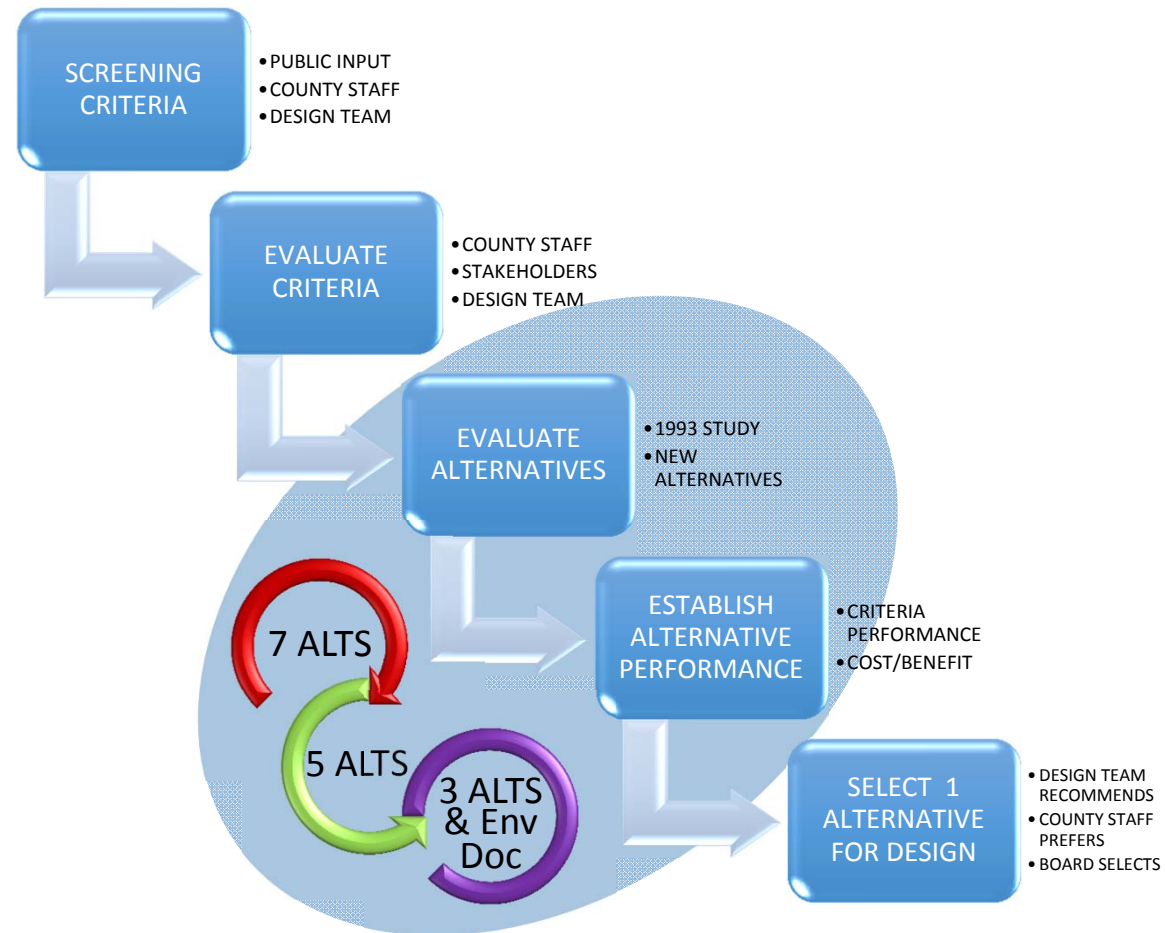 SCREENING
CRITERIA
•PUBLIC INPUT
•COUNTY STAFF
•DESIGN TEAM
EVALUATE
CRITERIA
•COUNTY STAFF
•STAKEHOLDERS
•DESIGN TEAM
EVALUATE
ALTERNATIVES
•1993 STUDY
•NEW
ALTERNATIVES
ESTABLISH
ALTERNATIVE
PERFORMANCE
•CRITERIA
PERFORMANCE
•COST/BENEFIT
7 ALTS
5 ALTS
3 ALTS
& Env
Doc
SELECT 1
ALTERNATIVE
FOR DESIGN
•DESIGN TEAM
RECOMMENDS
•COUNTY STAFF
PREFERS
•BOARD SELECTS